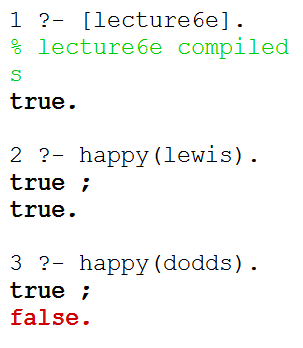 1 ?- [lecture6e].
% lecture6e compiled
s
true.
2 ?- happy(lewis).
true ;
true.
3 ?- happy(dodds).
true ;
false.